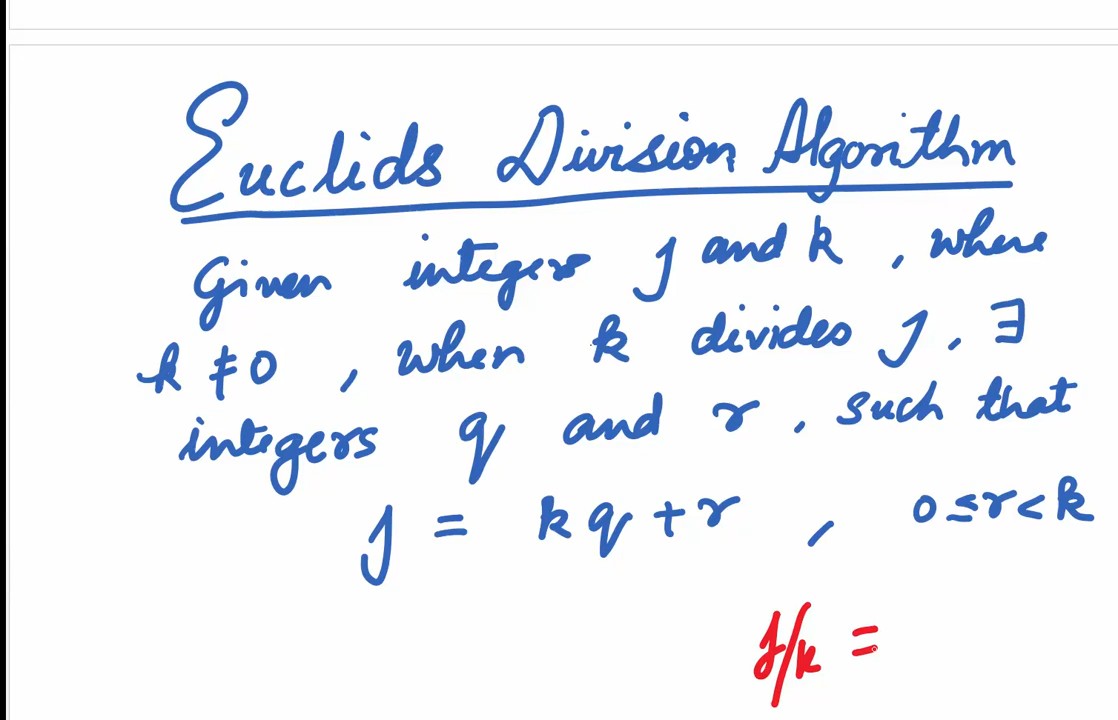 Euclids Division Algorithm
Given integers j and k, where
k ≠ 0, when k divides j, ∃
integers q and r, such that
j = kq + r, 0 ≤ r < k
j/k =